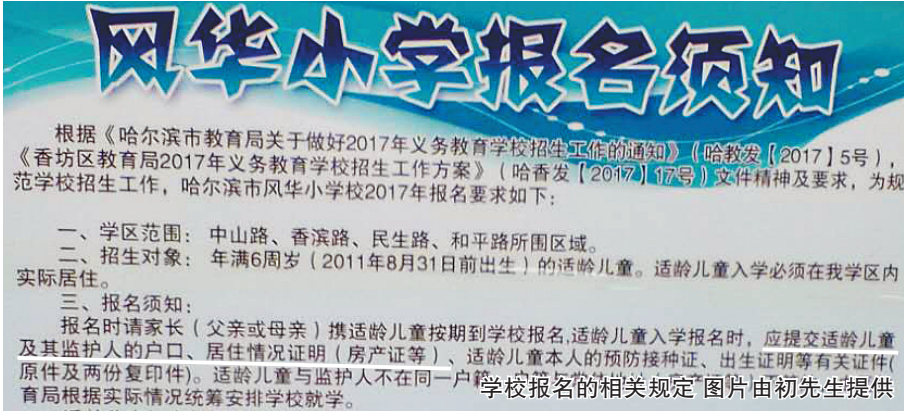 风华小学报名须知
根据《哈尔滨市教育局关于做好2017年义务教育学校招生工作的通知》(哈教发【2017】5号),
《香坊区教育局2017年义务教育学校招生工作方案》(哈香发【2017】17号)文件精神及要求,为规
范学校招生工作,哈尔滨市风华小学校2017年报名要求如下:
一、学区范围: 中山路、香滨路、民生路、和平路所围区域。
二、招生对象: 年满6周岁(2011年8月31日前出生)的适龄儿童。适龄儿童入学必须在我学区内
实际居住。
三、报名须知:
报名时请家长(父亲或母亲)携适龄儿童按期到学校报名,适龄儿童入学报名时,应提交适龄儿童
及其监护人的户口、居住情况证明(房产证等)、适龄儿童本人的预防接种证、出生证明等有关证件(
原件及两份复印件)。适龄儿童与监护人不在同一户籍
育局根据实际情况统筹安排学校就学。
学校报名的相关规定 图片由初先生提供